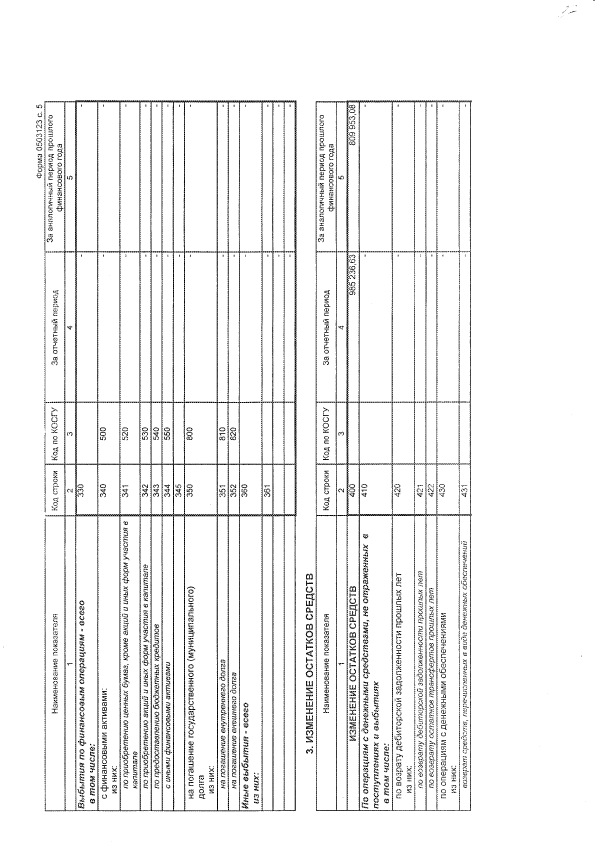 Форма 0503123 с. 5
Наименование показателя | Код строки | Код по КОСГУ | За отчетный период | За аналогичный период прошлого финансового года
1 | 2 | 3 | 4 | 5
Выбытия по финансовым операциям - всего | 330 | | - | -
в том числе:
с финансовыми активами: | 340 | 500 | - | -
из них:
по приобретению ценных бумаг, кроме акций и иных форм участия в капитале | 341 | 520 | - | -
по приобретению акций и иных форм участия в капитале | 342 | 530 | - | -
по предоставлению бюджетных кредитов | 343 | 540 | - | -
с иными финансовыми активами | 344 | 550 | - | -
345 | | - | -
на погашение государственного (муниципального) долга | 350 | 800 | - | -
из них:
на погашение внутреннего долга | 351 | 810 | - | -
на погашение внешнего долга | 352 | 820 | - | -
Иные выбытия - всего | 360 | | - | -
из них:
361 | | - | -
3. ИЗМЕНЕНИЕ ОСТАТКОВ СРЕДСТВ
Наименование показателя | Код строки | Код по КОСГУ | За отчетный период | За аналогичный период прошлого финансового года
1 | 2 | 3 | 4 | 5
ИЗМЕНЕНИЕ ОСТАТКОВ СРЕДСТВ | 400 | | 985 236,63 | 809 953,08
По операциям с денежными средствами, не отраженных в поступлениях и выбытиях | 410 | | - | -
в том числе:
по возрату дебиторской задолженности прошлых лет | 420 | | - | -
из них:
по возврату дебиторской задолженности прошлых лет | 421 | | - | -
по возврату остатков трансфертов прошлых лет | 422 | | - | -
по операциям с денежными обеспечениями | 430 | | - | -
из них:
возврат средств, перечисленных в виде денежных обеспечений | 431 | | - | -